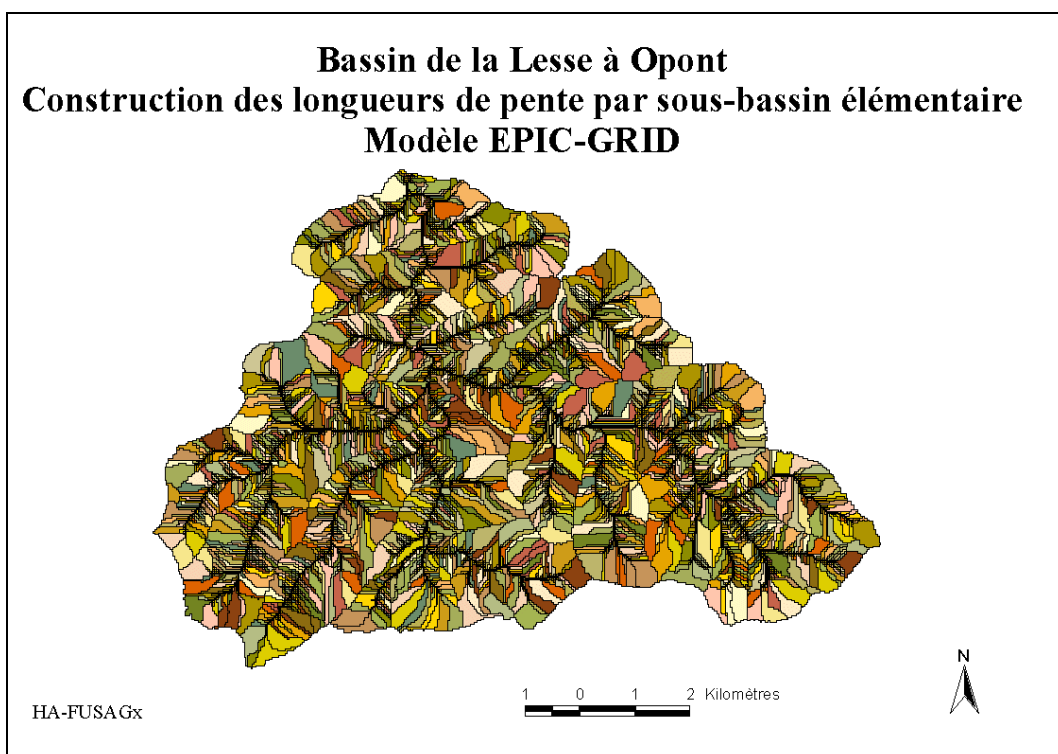 Bassin de la Lesse à Opont
Construction des longueurs de pente par sous-bassin élémentaire
Modèle EPIC-GRID
N
1 0 1 2 Kilomètres
HA-FUSAGx